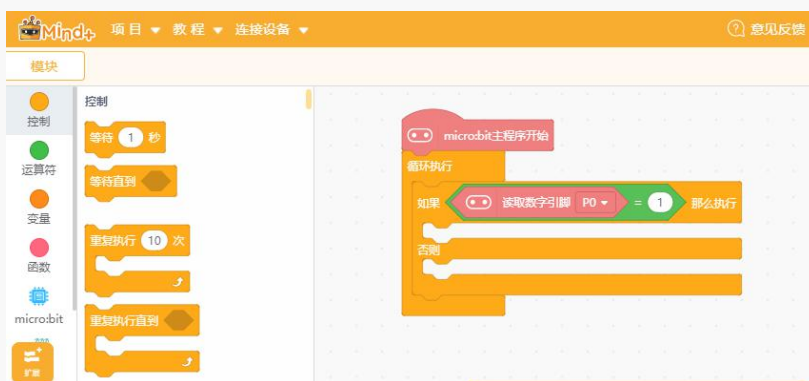 Mind+ 项目 教程 连接设备 意见反馈
模块
控制
运算符
变量
函数
micro:bit
扩展
控制
等待 1 秒
等待直到
重复执行 10 次
重复执行直到
micro:bit主程序开始
循环执行
如果 读取数字引脚 P0 = 1 那么执行
否则